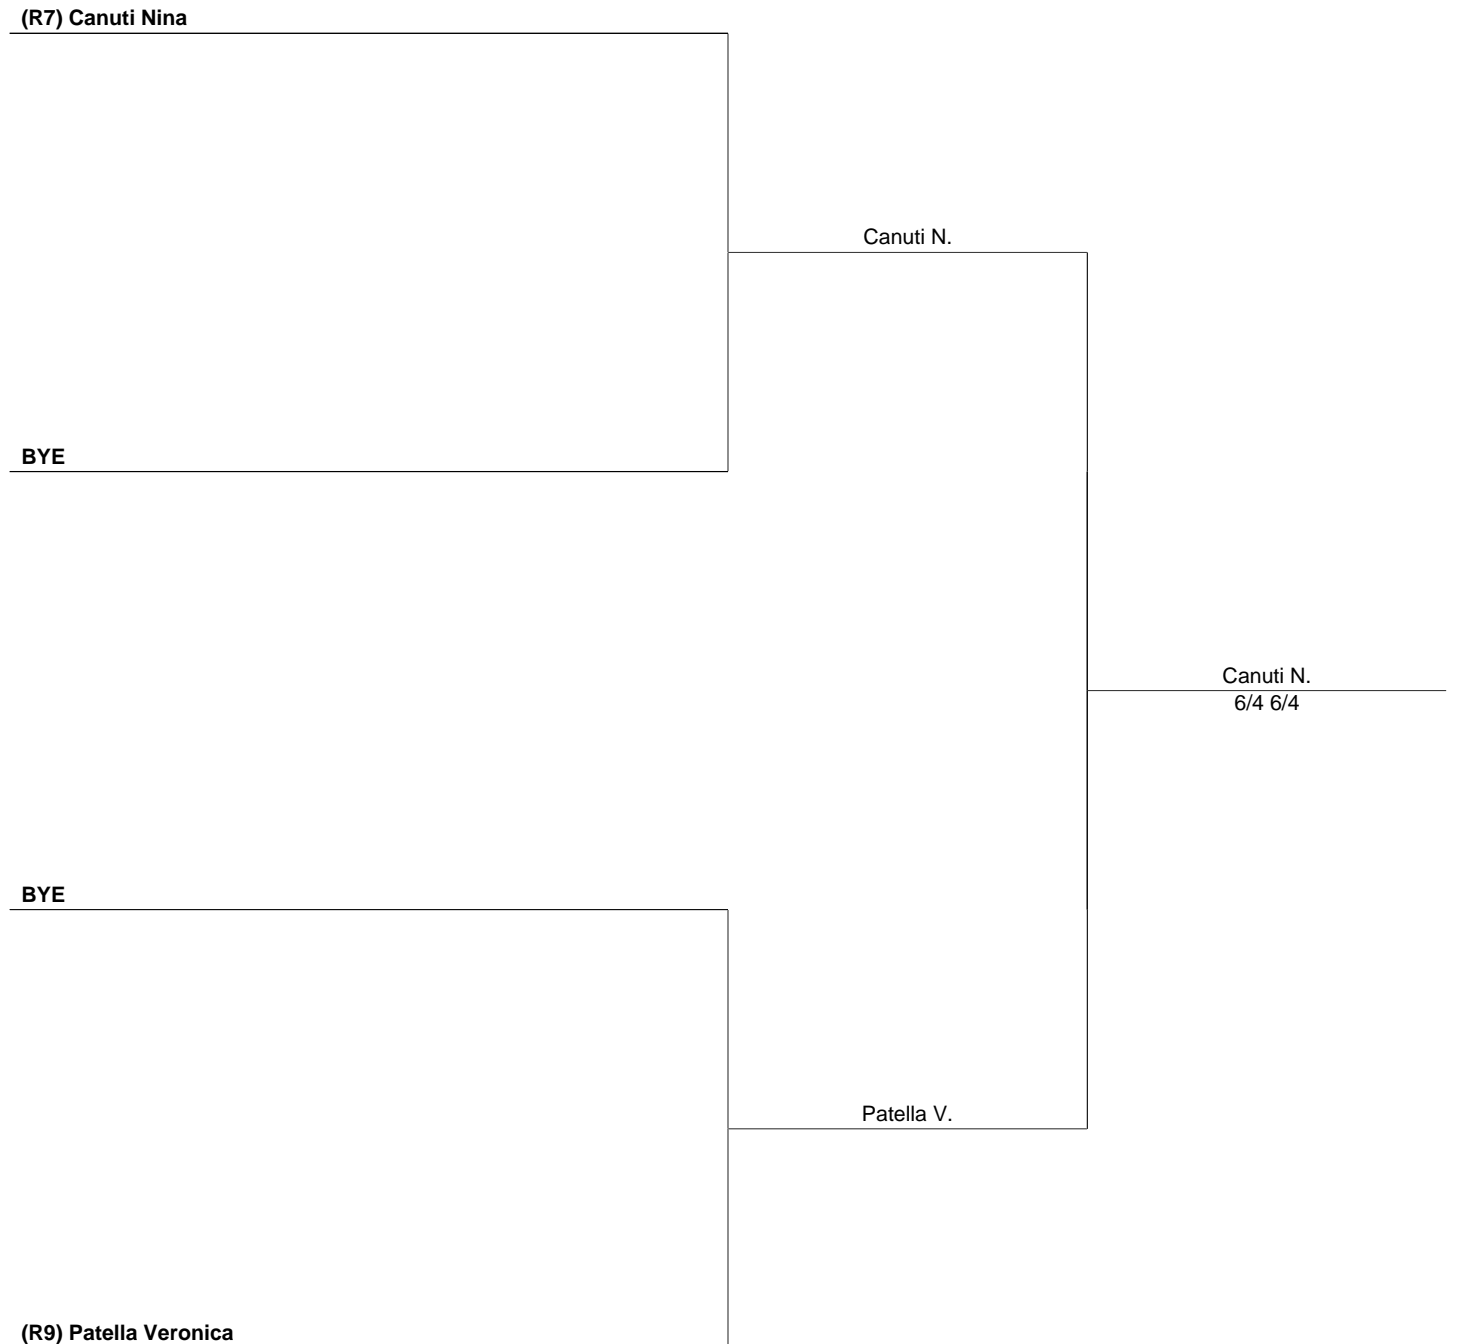 (R7) Canuti Nina
Canuti N.
BYE
Canuti N.
6/4 6/4
BYE
Patella V.
(R9) Patella Veronica